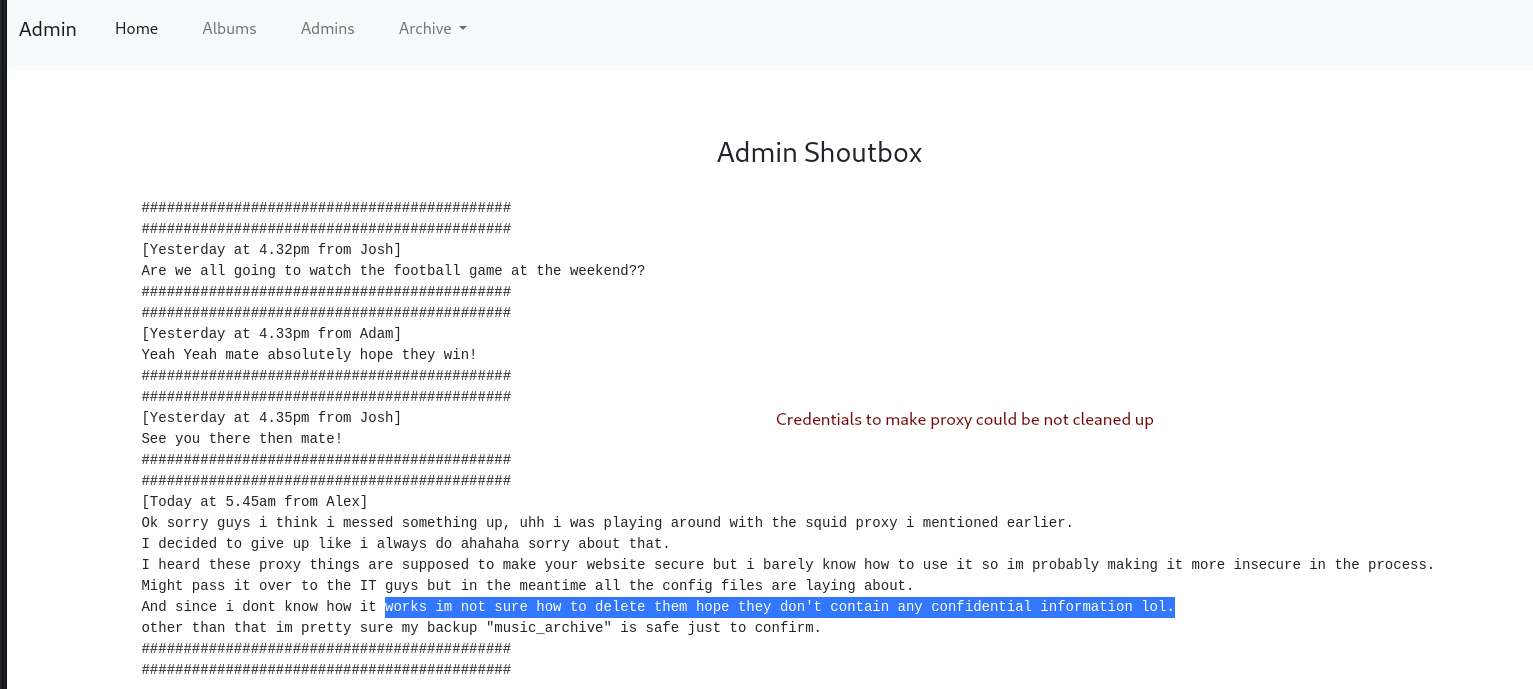 Admin Home Albums Admins Archive
Admin Shoutbox
############################################
############################################
[Yesterday at 4.32pm from Josh]
Are we all going to watch the football game at the weekend??
############################################
############################################
[Yesterday at 4.33pm from Adam]
Yeah Yeah mate absolutely hope they win!
############################################
############################################
[Yesterday at 4.35pm from Josh]
See you there then mate!
############################################
############################################
[Today at 5.45am from Alex]
Ok sorry guys i think i messed something up, uhh i was playing around with the squid proxy i mentioned earlier.
I decided to give up like i always do ahahaha sorry about that.
I heard these proxy things are supposed to make your website secure but i barely know how to use it so im probably making it more insecure in the process.
Might pass it over to the IT guys but in the meantime all the config files are laying about.
And since i dont know how it works im not sure how to delete them hope they don't contain any confidential information lol.
other than that im pretty sure my backup "music_archive" is safe just to confirm.
############################################
############################################
Credentials to make proxy could be not cleaned up